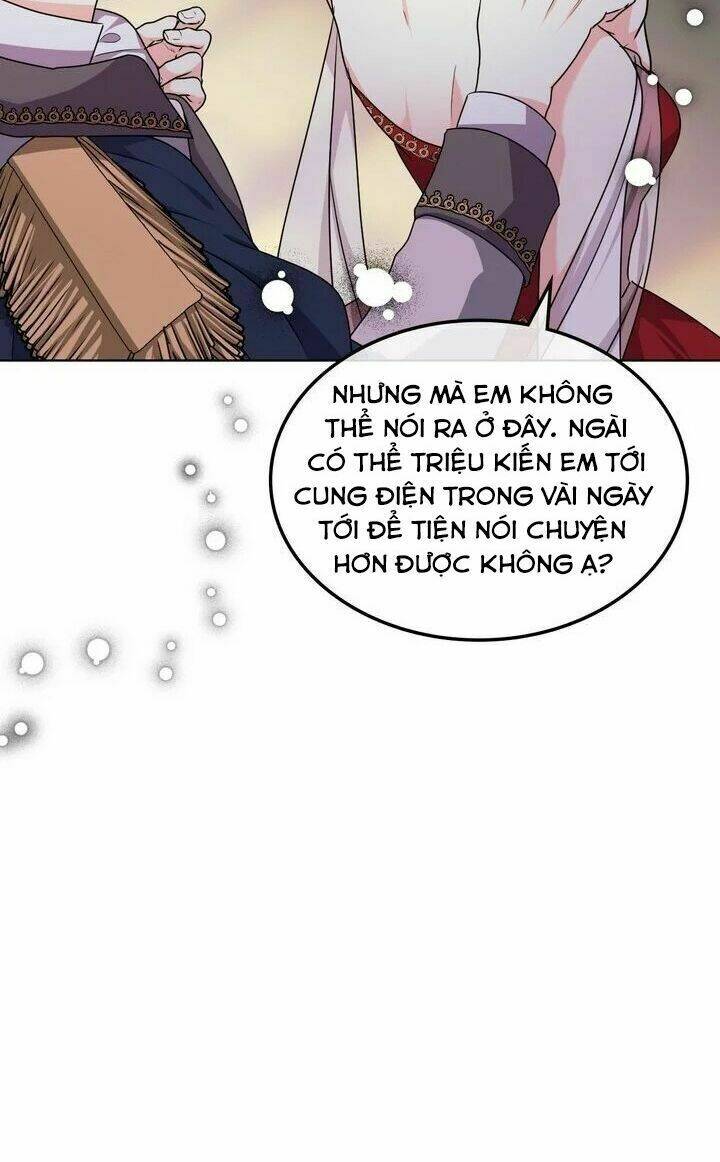 NHƯNG MÀ EM KHÔNG
THỂ NÓI RA Ở ĐÂY. NGÀI
CÓ THỂ TRIỆU KIẾN EM TỚI
CUNG ĐIỆN TRONG VÀI NGÀY
TỚI ĐỂ TIỆN NÓI CHUYỆN
HƠN ĐƯỢC KHÔNG Ạ?